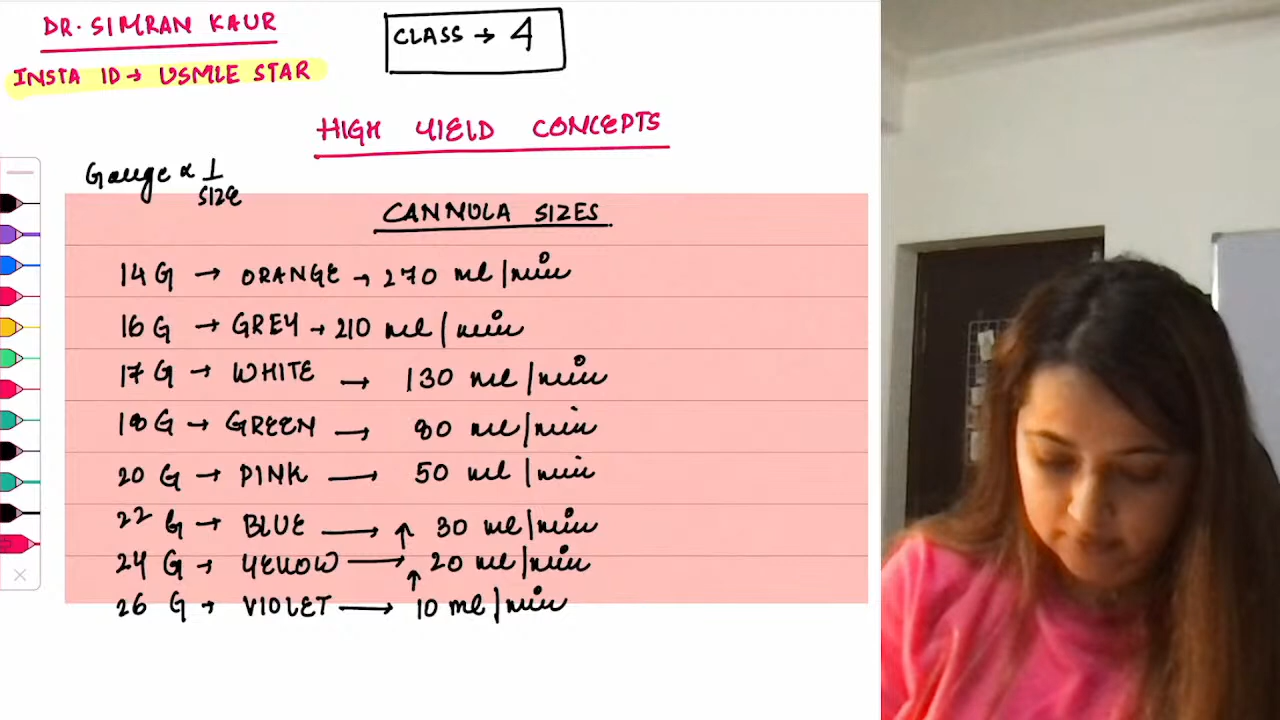 DR. SIMRAN KAUR
INSTA ID → USMLE STAR
CLASS → 4
HIGH YIELD CONCEPTS
Gauge ∝ 1/size
CANNULA SIZES
14 G → ORANGE → 270 ml/min
16 G → GREY → 210 ml/min
17 G → WHITE → 130 ml/min
18 G → GREEN → 90 ml/min
20 G → PINK → 50 ml/min
22 G → BLUE → ↑ 30 ml/min
24 G → YELLOW → ↑ 20 ml/min
26 G → VIOLET → 10 ml/min